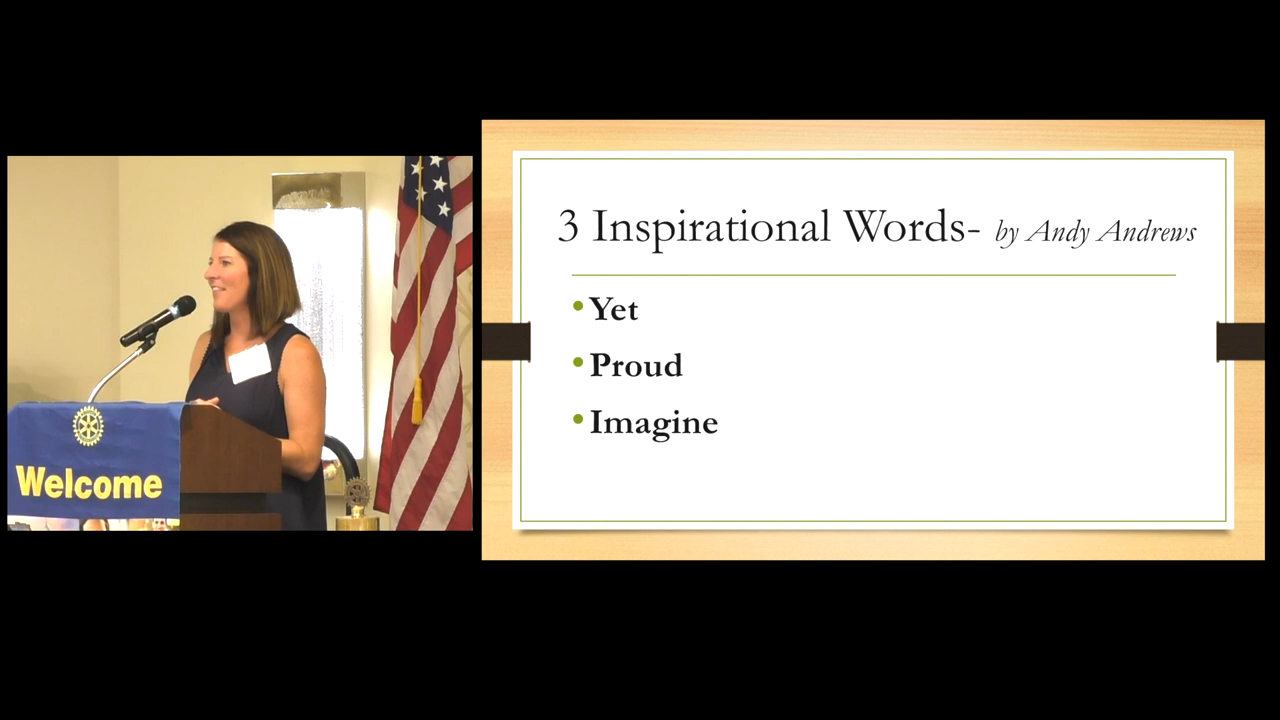 Welcome
3 Inspirational Words- by Andy Andrews
• Yet
• Proud
• Imagine